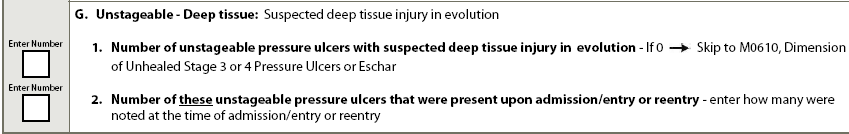 G. Unstageable - Deep tissue: Suspected deep tissue injury in evolution
Enter Number
1. Number of unstageable pressure ulcers with suspected deep tissue injury in evolution - If 0 → Skip to M0610, Dimension
of Unhealed Stage 3 or 4 Pressure Ulcers or Eschar
Enter Number
2. Number of these unstageable pressure ulcers that were present upon admission/entry or reentry - enter how many were
noted at the time of admission/entry or reentry